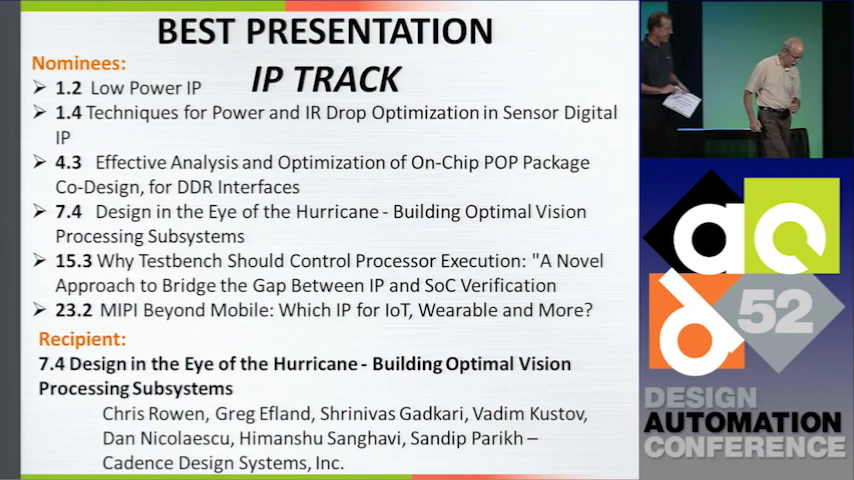 BEST PRESENTATION
IP TRACK
Nominees:
➢ 1.2 Low Power IP
➢ 1.4 Techniques for Power and IR Drop Optimization in Sensor Digital
IP
➢ 4.3 Effective Analysis and Optimization of On-Chip POP Package
Co-Design, for DDR Interfaces
➢ 7.4 Design in the Eye of the Hurricane - Building Optimal Vision
Processing Subsystems
➢ 15.3 Why Testbench Should Control Processor Execution: "A Novel
Approach to Bridge the Gap Between IP and SoC Verification
➢ 23.2 MIPI Beyond Mobile: Which IP for IoT, Wearable and More?
Recipient:
7.4 Design in the Eye of the Hurricane - Building Optimal Vision
Processing Subsystems
Chris Rowen, Greg Efland, Shrinivas Gadkari, Vadim Kustov,
Dan Nicolaescu, Himanshu Sanghavi, Sandip Parikh –
Cadence Design Systems, Inc.
dac
52
DESIGN
AUTOMATION
CONFERENCE